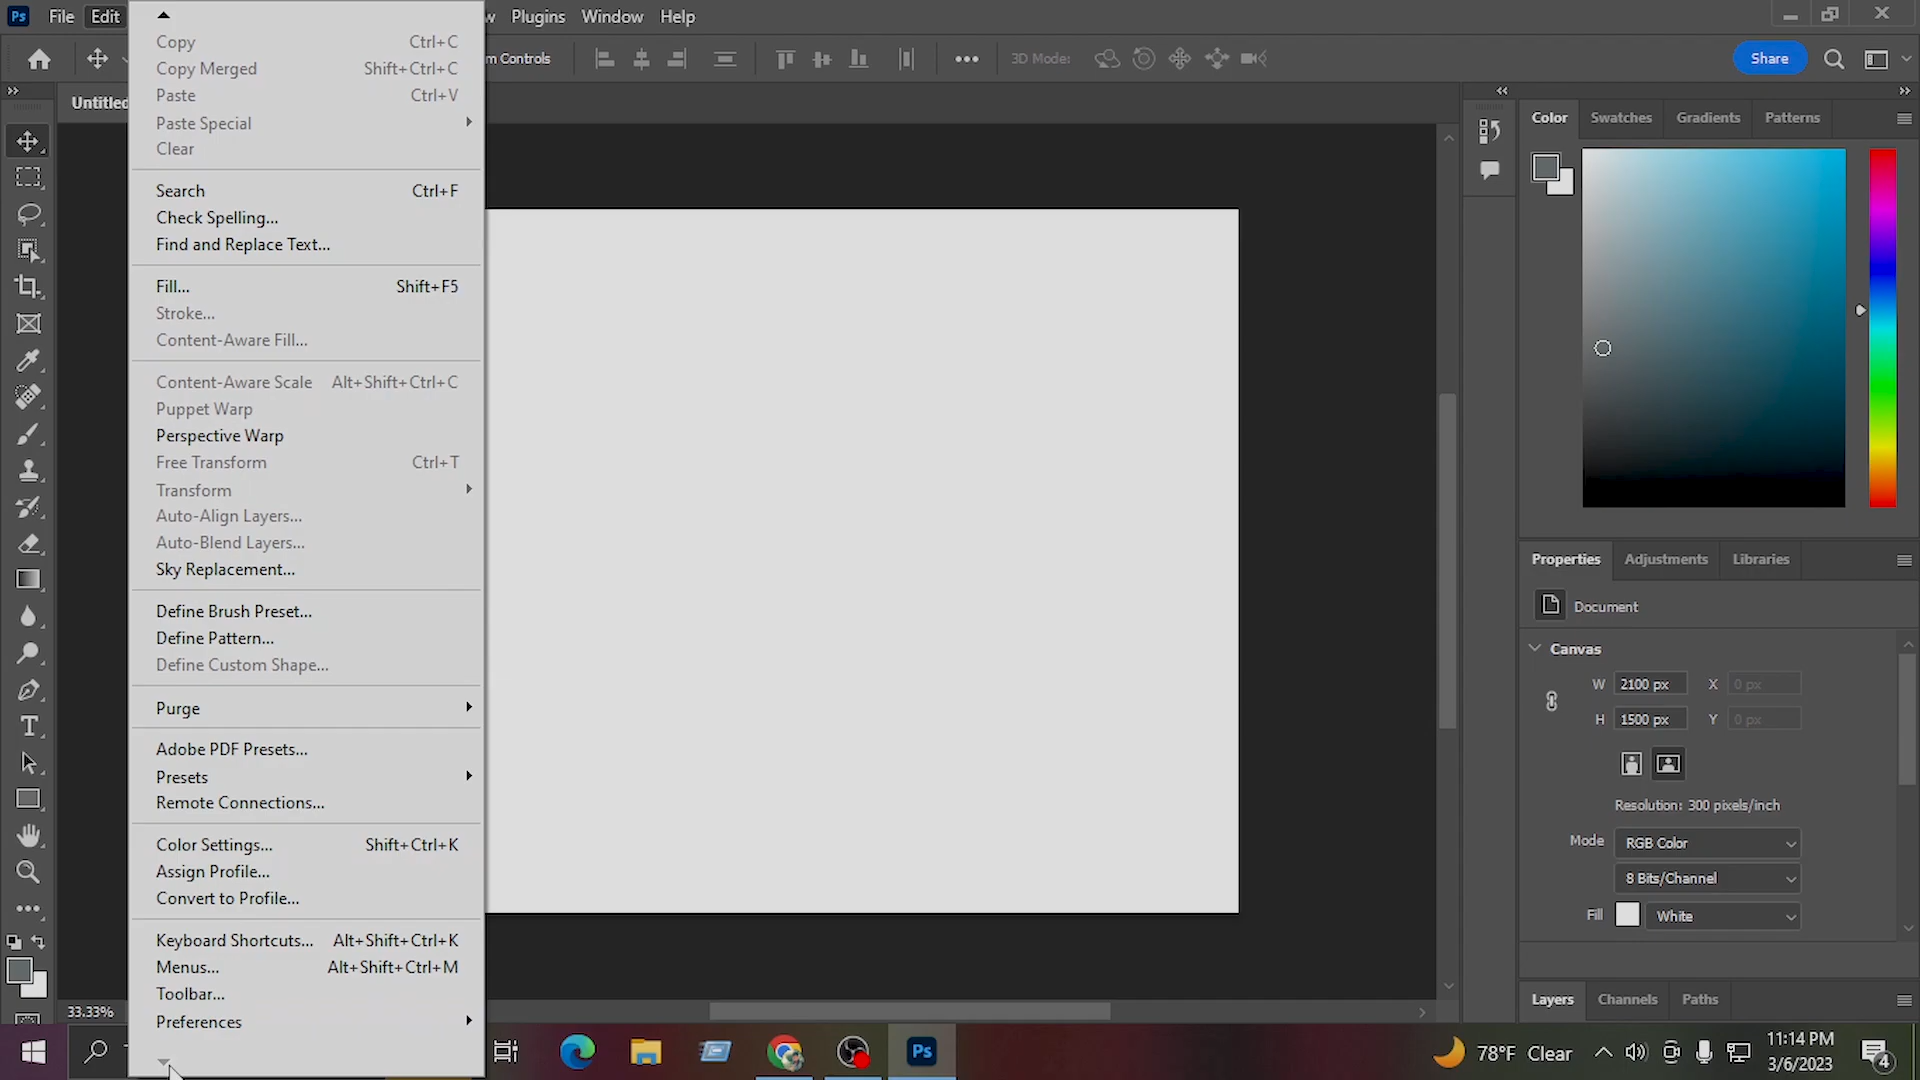 Ps File Edit w Plugins Window Help
m Controls 3D Mode: Share
Untitled
Copy Ctrl+C
Copy Merged Shift+Ctrl+C
Paste Ctrl+V
Paste Special
Clear
Search Ctrl+F
Check Spelling...
Find and Replace Text...
Fill... Shift+F5
Stroke...
Content-Aware Fill...
Content-Aware Scale Alt+Shift+Ctrl+C
Puppet Warp
Perspective Warp
Free Transform Ctrl+T
Transform
Auto-Align Layers...
Auto-Blend Layers...
Sky Replacement...
Define Brush Preset...
Define Pattern...
Define Custom Shape...
Purge
Adobe PDF Presets...
Presets
Remote Connections...
Color Settings... Shift+Ctrl+K
Assign Profile...
Convert to Profile...
Keyboard Shortcuts... Alt+Shift+Ctrl+K
Menus... Alt+Shift+Ctrl+M
Toolbar...
Preferences
33.33%
Color Swatches Gradients Patterns
Properties Adjustments Libraries
Document
Canvas
W 2100 px X 0 px
H 1500 px Y 0 px
Resolution: 300 pixels/inch
Mode RGB Color
8 Bits/Channel
Fill White
Layers Channels Paths
Ps
78°F Clear
11:14 PM
3/6/2023
4